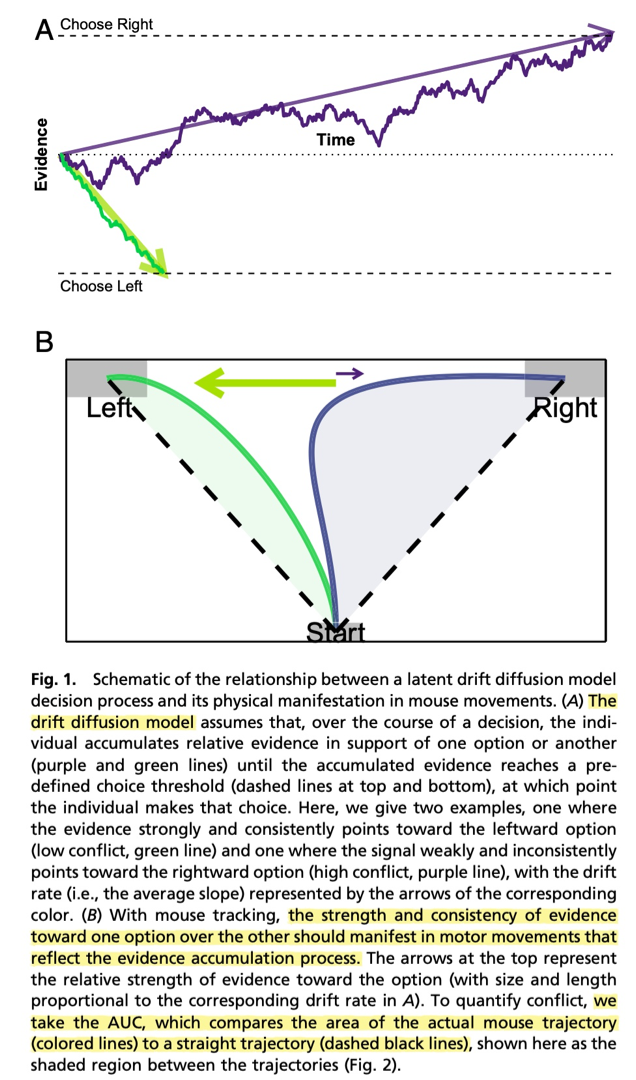 A
Choose Right
Evidence
Time
Choose Left
B
Left
Right
Start
Fig. 1. Schematic of the relationship between a latent drift diffusion model
decision process and its physical manifestation in mouse movements. (A) The
drift diffusion model assumes that, over the course of a decision, the indi-
vidual accumulates relative evidence in support of one option or another
(purple and green lines) until the accumulated evidence reaches a pre-
defined choice threshold (dashed lines at top and bottom), at which point
the individual makes that choice. Here, we give two examples, one where
the evidence strongly and consistently points toward the leftward option
(low conflict, green line) and one where the signal weakly and inconsistently
points toward the rightward option (high conflict, purple line), with the drift
rate (i.e., the average slope) represented by the arrows of the corresponding
color. (B) With mouse tracking, the strength and consistency of evidence
toward one option over the other should manifest in motor movements that
reflect the evidence accumulation process. The arrows at the top represent
the relative strength of evidence toward the option (with size and length
proportional to the corresponding drift rate in A). To quantify conflict, we
take the AUC, which compares the area of the actual mouse trajectory
(colored lines) to a straight trajectory (dashed black lines), shown here as the
shaded region between the trajectories (Fig. 2).